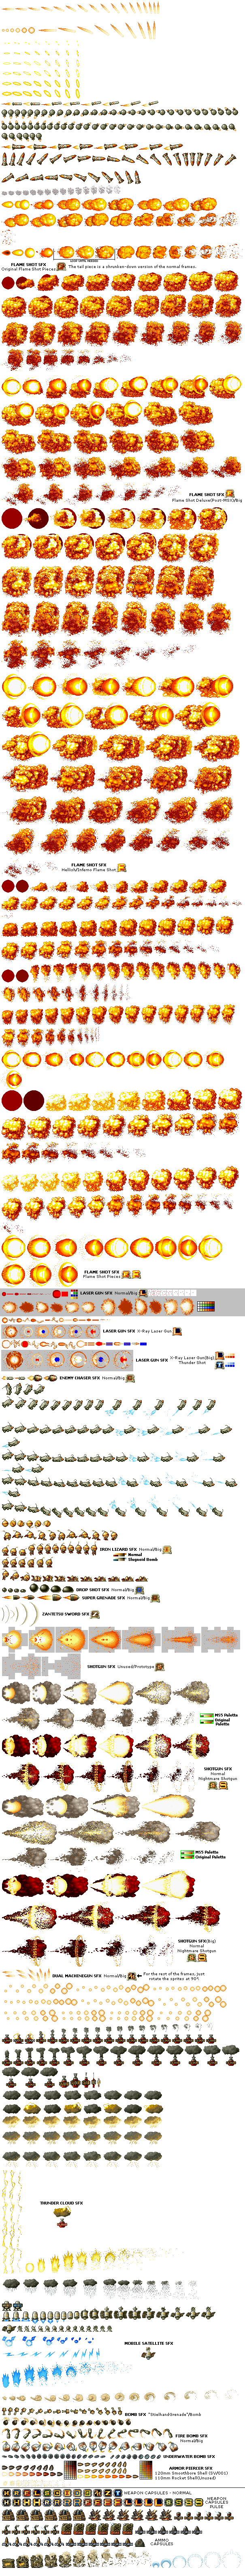 FLAME SHOT SFX
Original Flame Shot Pieces
The tail piece is a shrunken-down version of the normal frames.
FLAME SHOT SFX
Flame Shot Deluxe(Post-MSX)/Big
FLAME SHOT SFX
Hellish/Inferno Flame Shot
FLAME SHOT SFX
Flame Shot Pieces
LASER GUN SFX Normal/Big
LASER GUN SFX X-Ray Laser Gun
LASER GUN SFX X-Ray Laser Gun(Big)
Thunder Shot
ENEMY CHASER SFX Normal/Big
IRON LIZARD SFX Normal/Big
Normal
Slugnoid Bomb
DROP SHOT SFX Normal/Big
SUPER GRENADE SFX Normal/Big
ZANTETSU SWORD SFX
SHOTGUN SFX Unused/Prototype
MS5 Palette
Original
Palette
SHOTGUN SFX
Normal
Nightmare Shotgun
MS5 Palette
Original Palette
SHOTGUN SFX(Big)
Normal
Nightmare Shotgun
DUAL MACHINEGUN SFX Normal/Big
For the rest of the frames, just
rotate the sprites at 90°
THUNDER CLOUD SFX
MOBILE SATELLITE SFX
BOMB SFX "Stielhandgranade"/Bomb
FIRE BOMB SFX
Normal/Big
UNDERWATER BOMB SFX
ARMOR PIERCER SFX
120mm Smoothbore Shell (SV001)
110mm Rocket Shell(Unused)
WEAPON CAPSULES - NORMAL
WEAPON
CAPSULES
PULSE
AMMO
CAPSULES